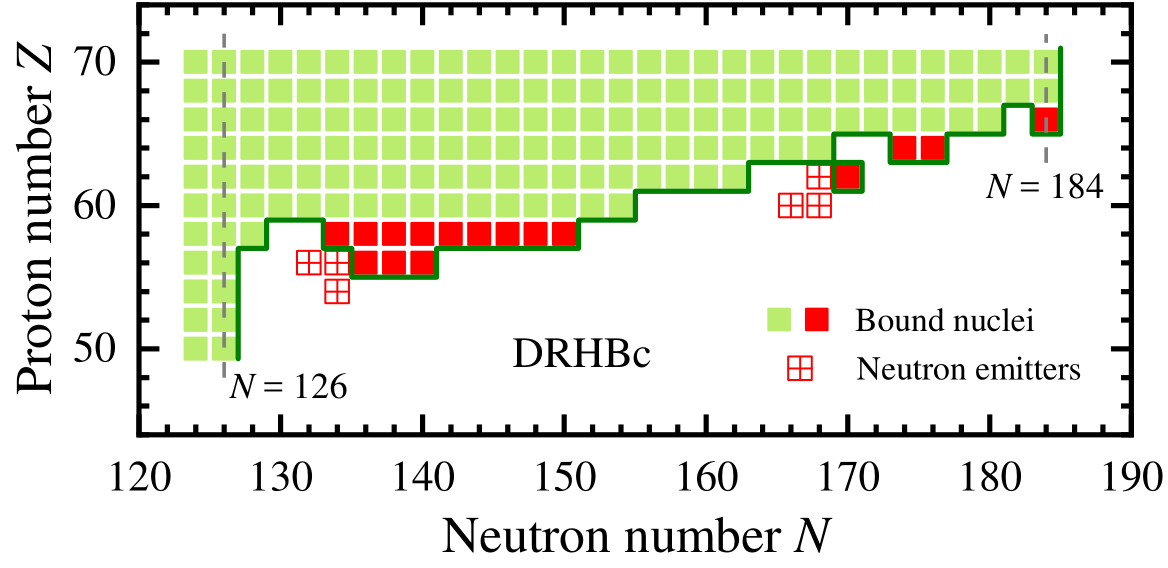 Proton number Z
70
60
50
N = 184
N = 126
DRHBc
Bound nuclei
Neutron emitters
120 130 140 150 160 170 180 190
Neutron number N